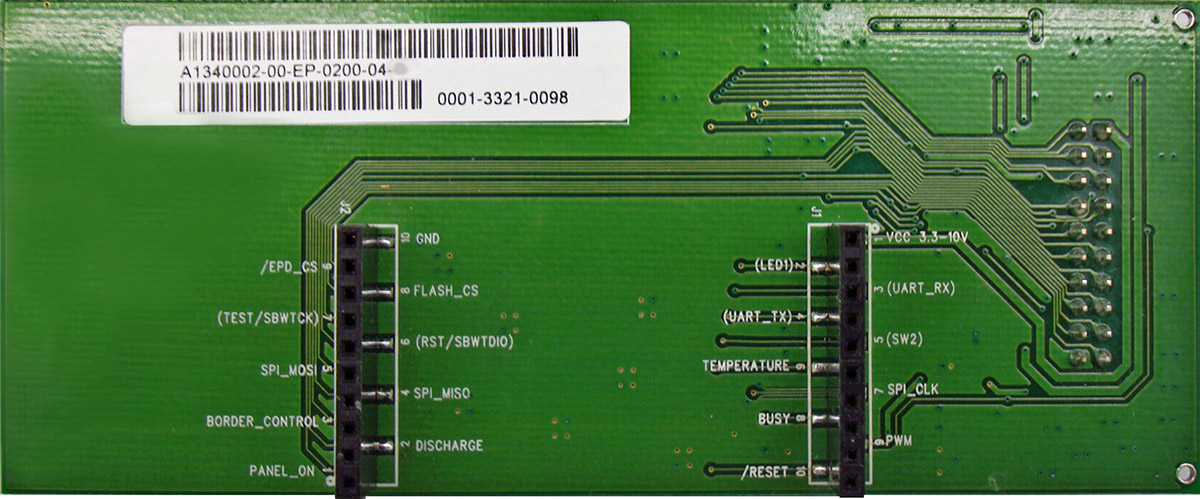 A1340002-00-EP-0200-04-
0001-3321-0098
J2
J1
10 GND
1 VCC 3.3-10V
/EPD_CS 9
(LED1) 2
8 FLASH_CS
3 (UART_RX)
(TEST/SBWTCK) 7
(UART_TX) 4
6 (RST/SBWTDIO)
5 (SW2)
SPI_MOSI 5
TEMPERATURE 6
4 SPI_MISO
7 SPI_CLK
BORDER_CONTROL 3
BUSY 8
2 DISCHARGE
9 PWM
PANEL_ON 1
/RESET 10